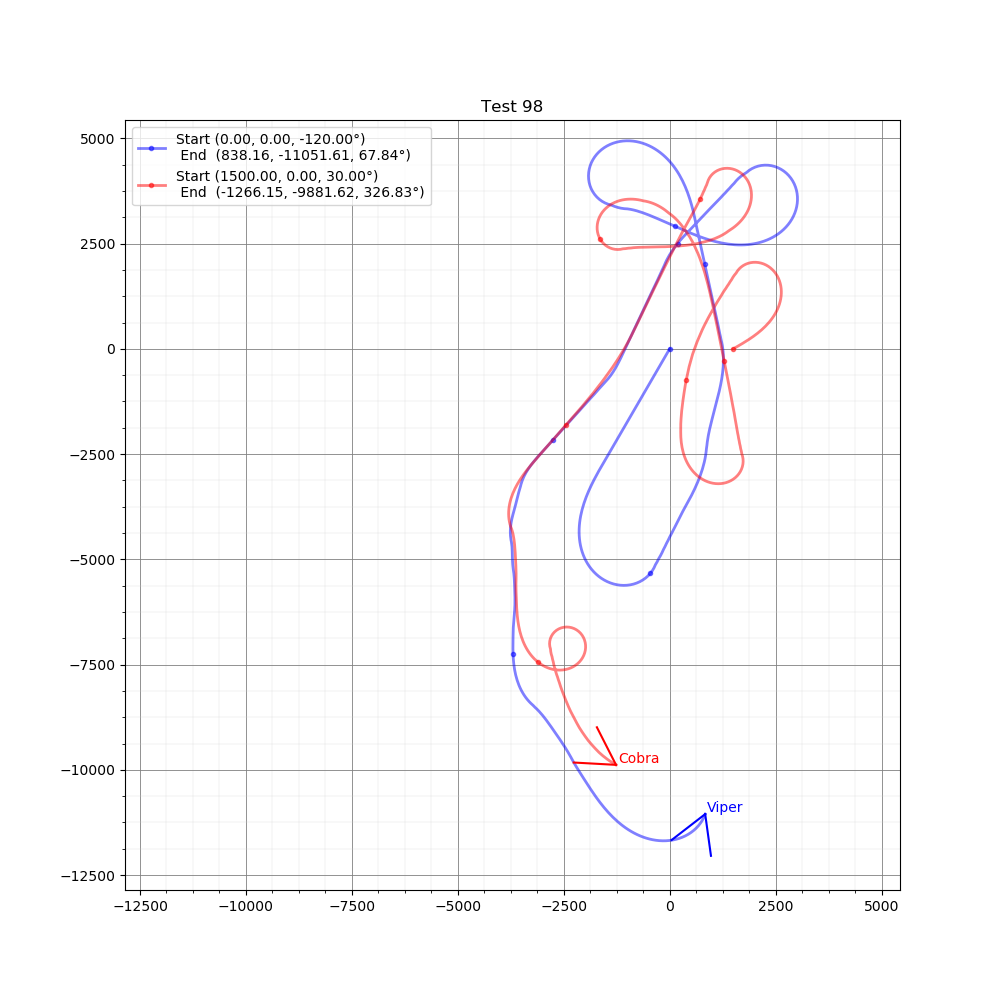 Test 98
Start (0.00, 0.00, -120.00°)
End  (838.16, -11051.61, 67.84°)
Start (1500.00, 0.00, 30.00°)
End  (-1266.15, -9881.62, 326.83°)
5000
2500
0
−2500
−5000
−7500
−10000
−12500
Cobra
Viper
−12500 −10000 −7500 −5000 −2500 0 2500 5000